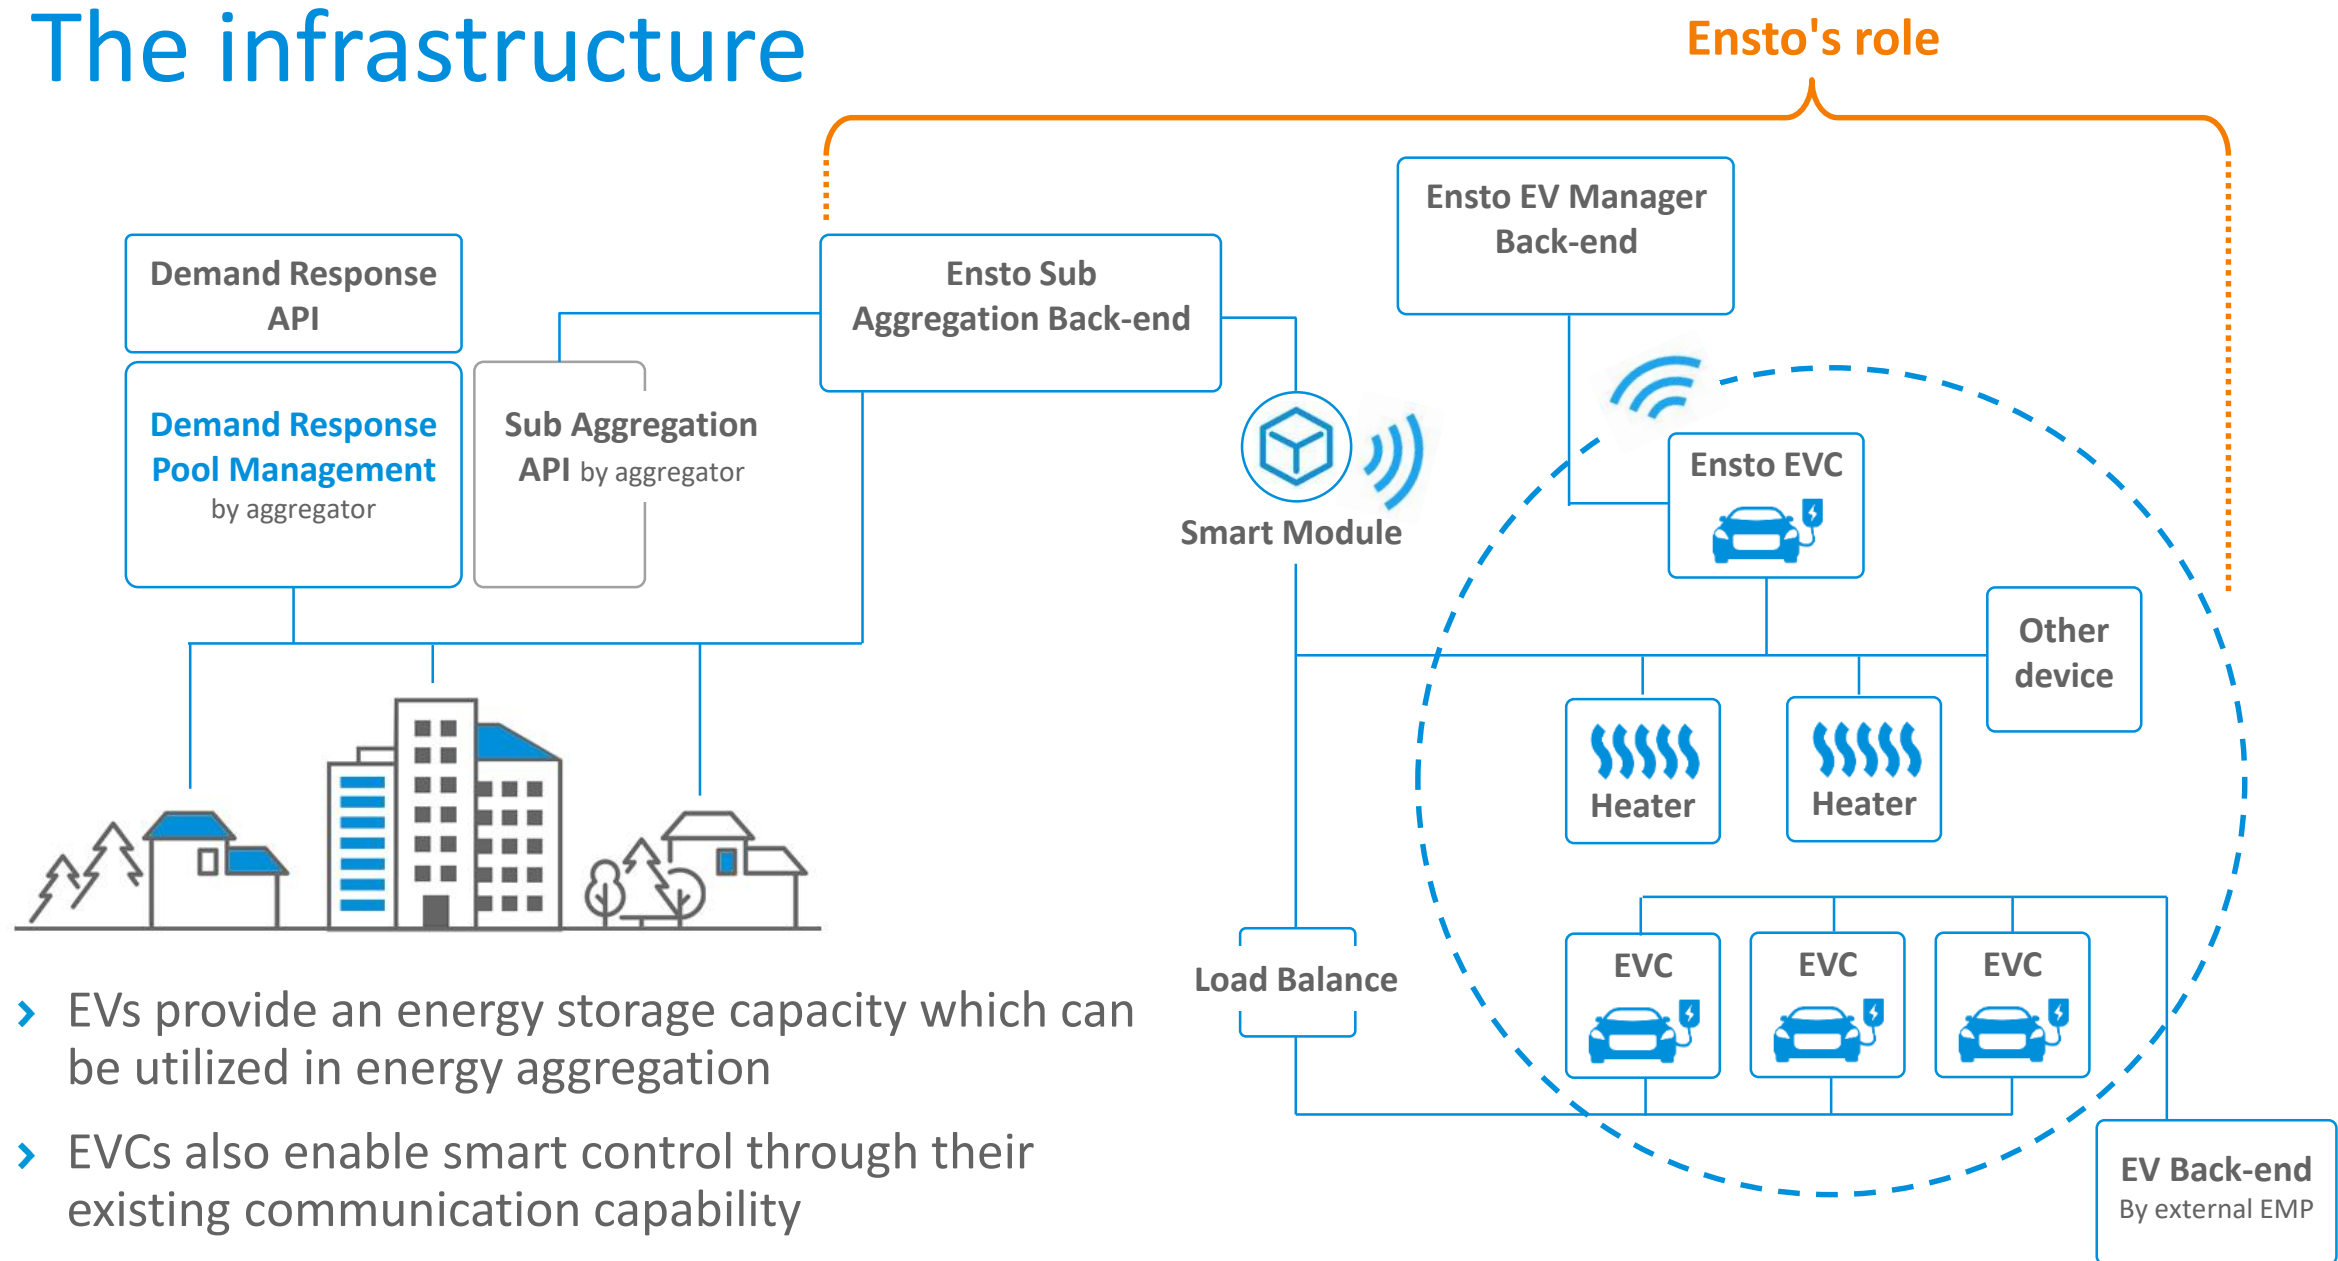 The infrastructure
Ensto's role
Ensto EV Manager
Back-end
Demand Response
API
Ensto Sub
Aggregation Back-end
Demand Response
Pool Management
by aggregator
Sub Aggregation
API by aggregator
Smart Module
Ensto EVC
Other
device
Heater
Heater
Load Balance
EVC
EVC
EVC
EV Back-end
By external EMP
› EVs provide an energy storage capacity which can
be utilized in energy aggregation
› EVCs also enable smart control through their
existing communication capability